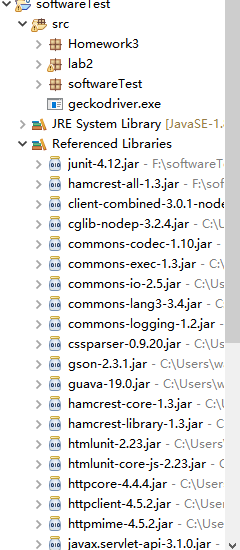 softwareTest
src
Homework3
lab2
softwareTest
geckodriver.exe
JRE System Library [JavaSE-1.
Referenced Libraries
junit-4.12.jar - F:\softwareT
hamcrest-all-1.3.jar - F:\sof
client-combined-3.0.1-node
cglib-nodep-3.2.4.jar - C:\U
commons-codec-1.10.jar -
commons-exec-1.3.jar - C:\
commons-io-2.5.jar - C:\Us
commons-lang3-3.4.jar - C:
commons-logging-1.2.jar -
cssparser-0.9.20.jar - C:\Us
gson-2.3.1.jar - C:\Users\w
guava-19.0.jar - C:\Users\w
hamcrest-core-1.3.jar - C:\
hamcrest-library-1.3.jar - C
htmlunit-2.23.jar - C:\Users
htmlunit-core-js-2.23.jar - C
httpcore-4.4.4.jar - C:\User
httpclient-4.5.2.jar - C:\Us
httpmime-4.5.2.jar - C:\Us
javax.servlet-api-3.1.0.jar -